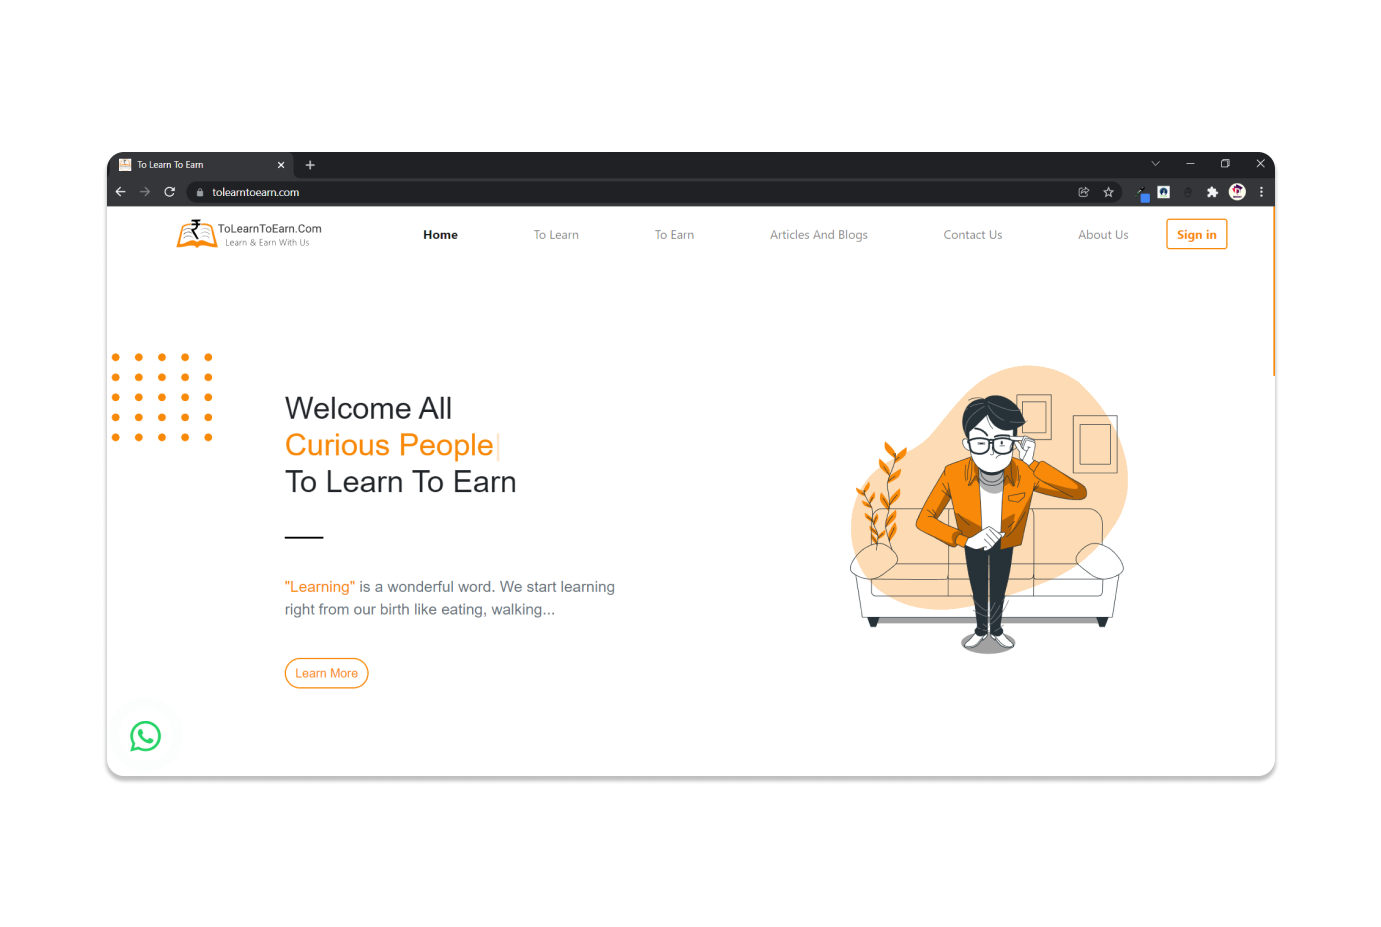 To Learn To Earn
tolearntoearn.com
ToLearnToEarn.Com
Learn & Earn With Us
Home
To Learn
To Earn
Articles And Blogs
Contact Us
About Us
Sign in
Welcome All
Curious People
To Learn To Earn
"Learning" is a wonderful word. We start learning
right from our birth like eating, walking...
Learn More